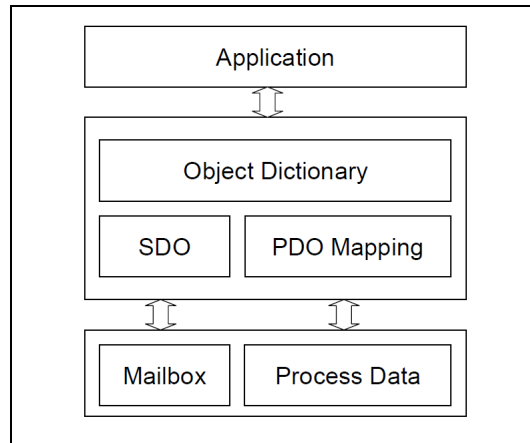 Application
Object Dictionary
SDO
PDO Mapping
Mailbox
Process Data